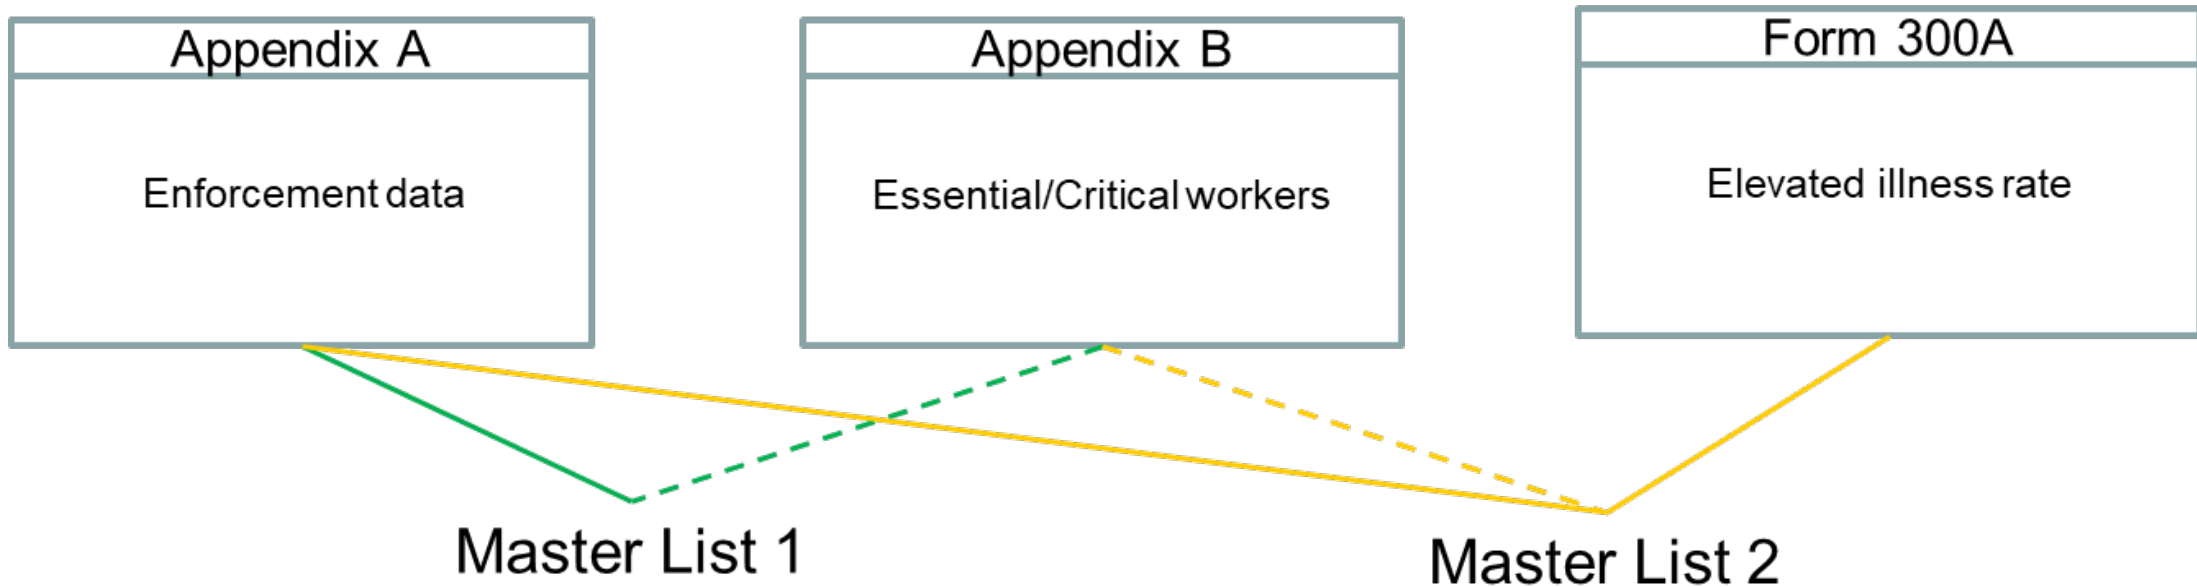 Appendix A
Enforcement data
Appendix B
Essential/Critical workers
Form 300A
Elevated illness rate
Master List 1
Master List 2